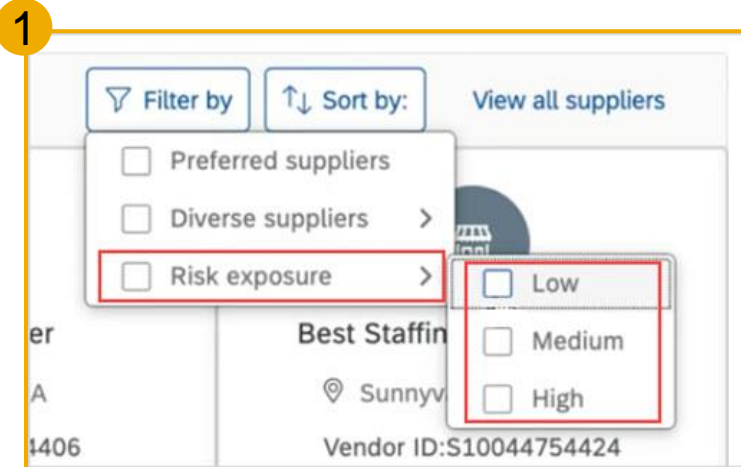 1
Filter by Sort by: View all suppliers
Preferred suppliers
Diverse suppliers
Risk exposure
Low
Medium
High
er Best Staffin
A Sunnyv
4406 Vendor ID:S10044754424